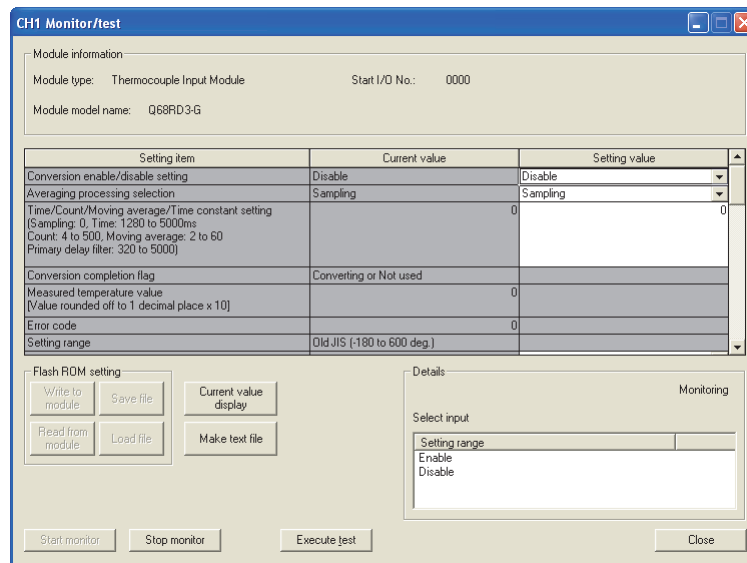 CH1 Monitor/test
Module information
Module type: Thermocouple Input Module Start I/O No.: 0000
Module model name: Q68RD3-G
Setting item Current value Setting value
Conversion enable/disable setting Disable Disable
Averaging processing selection Sampling Sampling
Time/Count/Moving average/Time constant setting 0 0
(Sampling: 0, Time: 1280 to 5000ms
Count: 4 to 500, Moving average: 2 to 60
Primary delay filter: 320 to 5000)
Conversion completion flag Converting or Not used
Measured temperature value 0
[Value rounded off to 1 decimal place x 10]
Error code 0
Setting range Old JIS (-180 to 600 deg.)
Flash ROM setting
Write to
module
Save file
Current value
display
Read from
module
Load file
Make text file
Details
Monitoring
Select input
Setting range
Enable
Disable
Start monitor Stop monitor Execute test Close